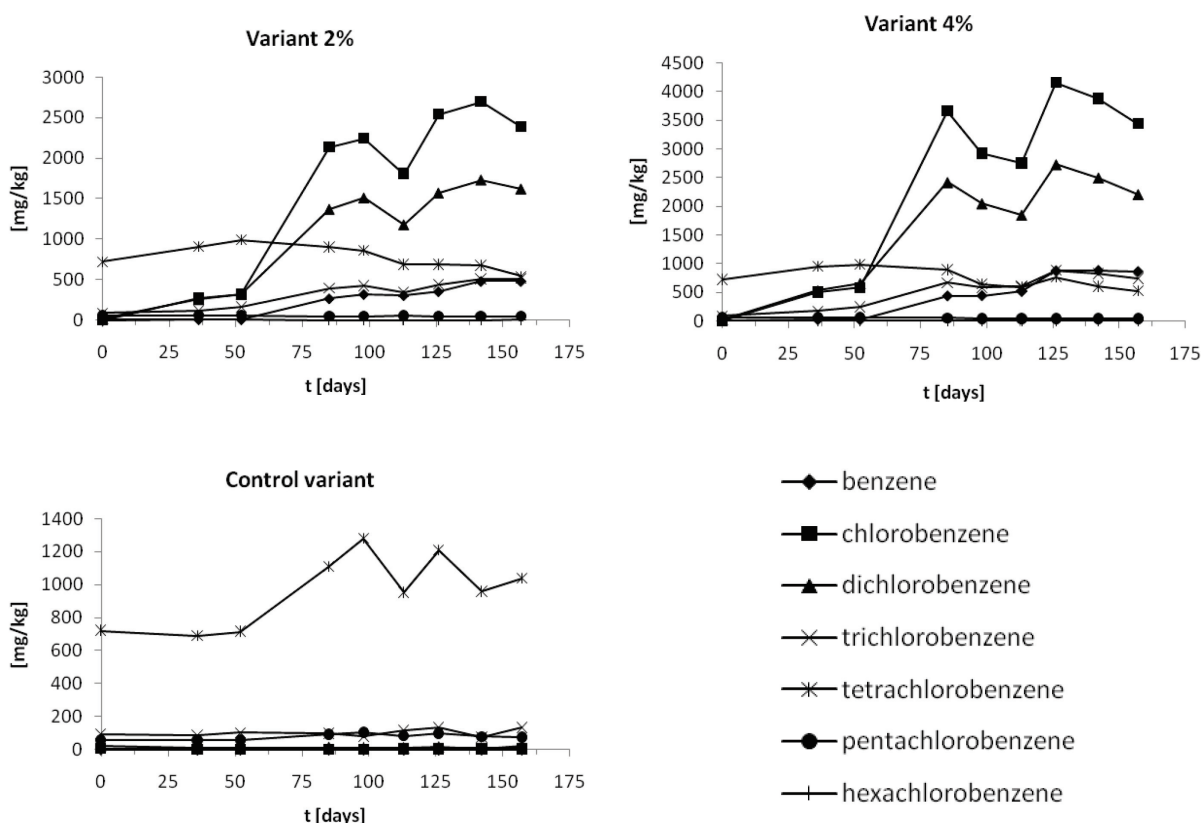 Variant 2%
3000
2500
2000
1500
1000
500
0
[mg/kg]
0 25 50 75 100 125 150 175
t [days]
Variant 4%
4500
4000
3500
3000
2500
2000
1500
1000
500
0
[mg/kg]
0 25 50 75 100 125 150 175
t [days]
Control variant
1400
1200
1000
800
600
400
200
0
[mg/kg]
0 25 50 75 100 125 150 175
t [days]
benzene
chlorobenzene
dichlorobenzene
trichlorobenzene
tetrachlorobenzene
pentachlorobenzene
hexachlorobenzene